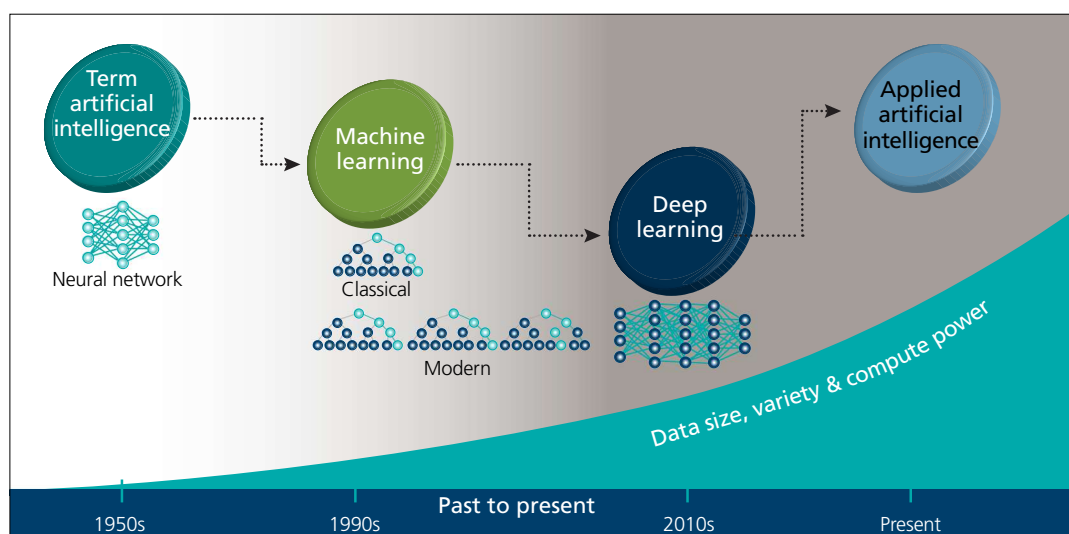 Term
artificial
intelligence
Neural network
Machine
learning
Classical
Modern
Deep
learning
Applied
artificial
intelligence
Data size, variety & compute power
Past to present
1950s
1990s
2010s
Present